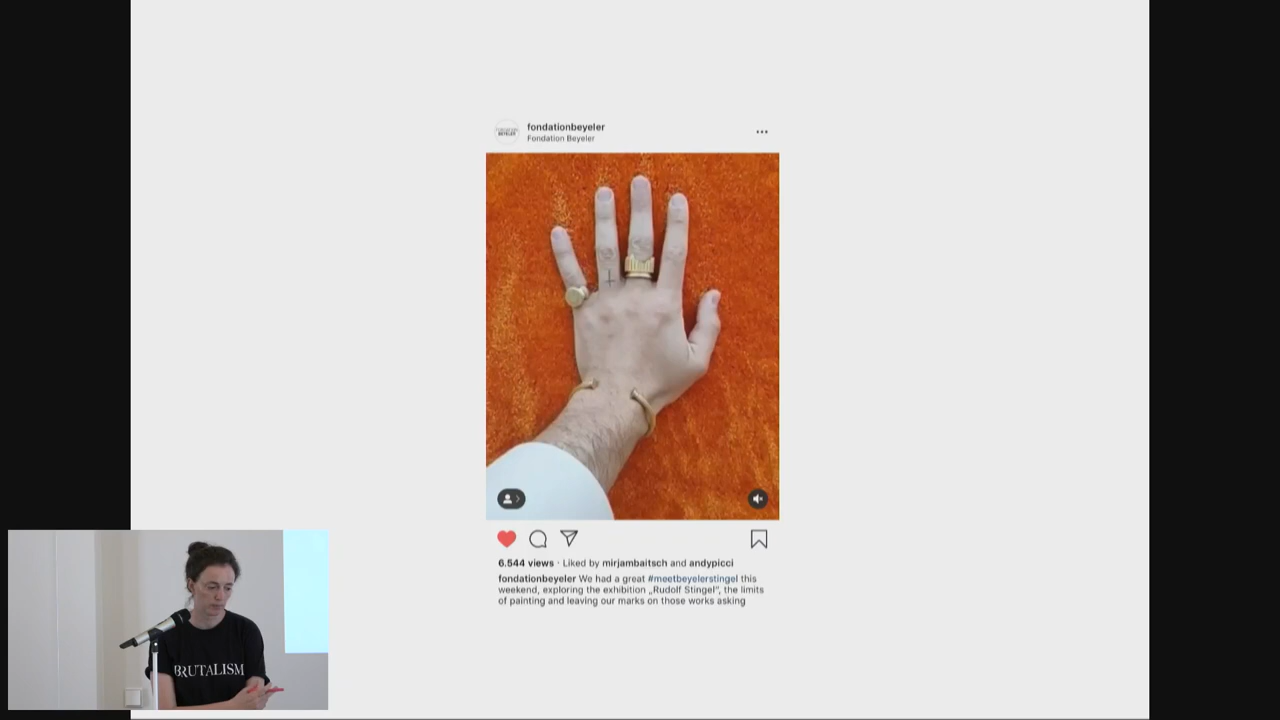 fondationbeyeler
Fondation Beyeler
BEYELER
6.544 views · Liked by mirjambaitsch and andypicci
fondationbeyeler We had a great #meetbeyelerstingel this
weekend, exploring the exhibition „Rudolf Stingel", the limits
of painting and leaving our marks on those works asking
BRUTALISM